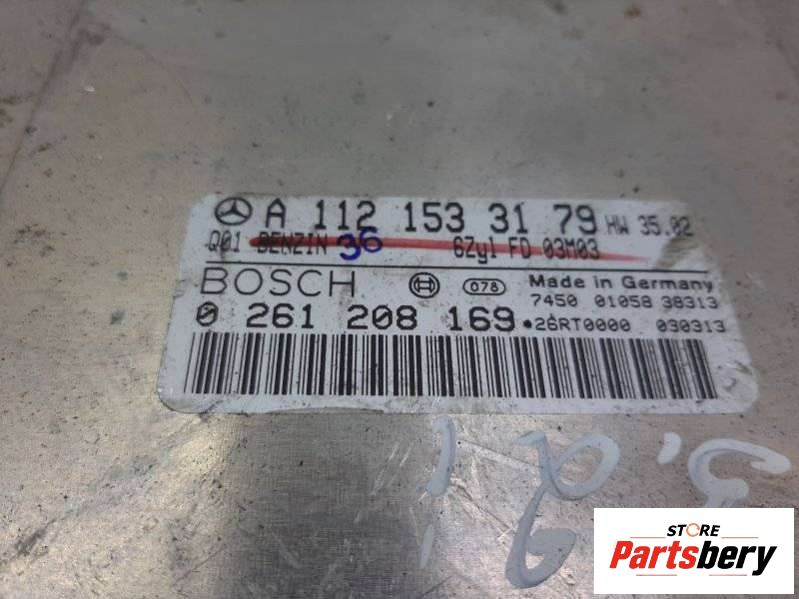 A 112 153 31 79 HW 35.02
Q01 BENZIN 36 6Zyl FD 03M03
BOSCH 078 Made in Germany
7450 01058 38313
0 261 208 169 •26RT0000 030313
STORE
Partsbery